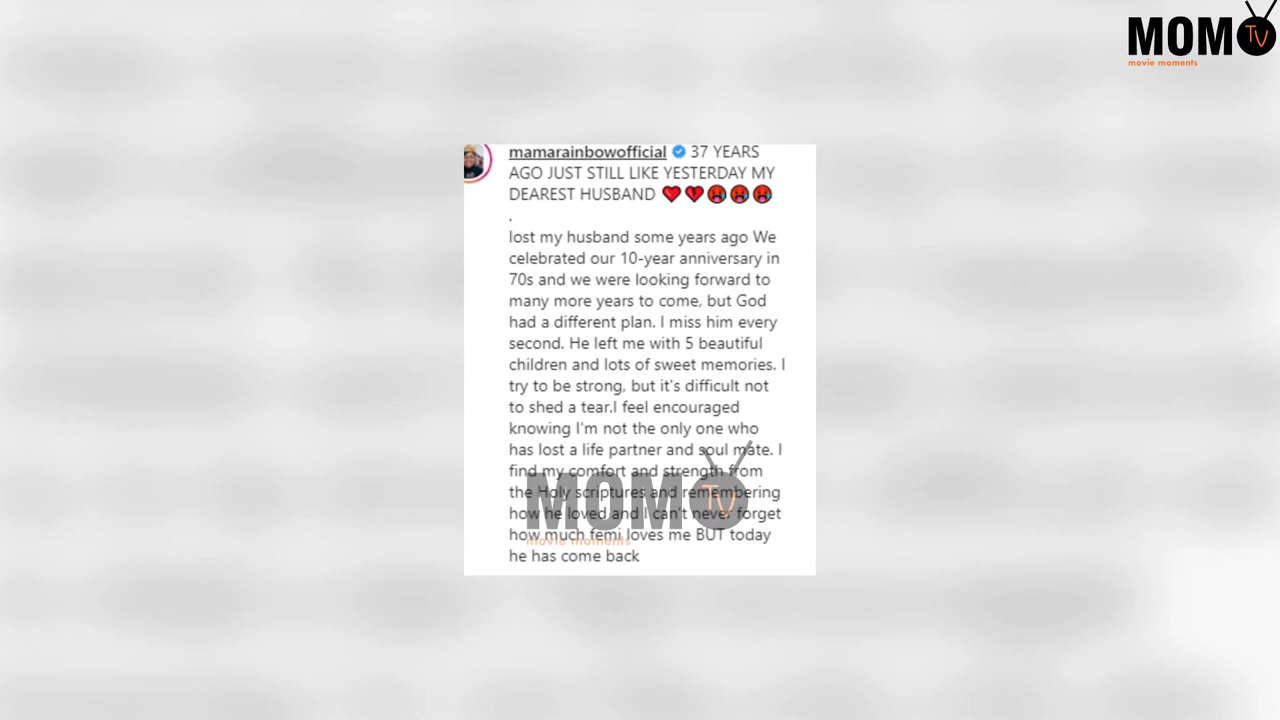 MOM TV
movie moments
mamarainbowofficial 37 YEARS
AGO JUST STILL LIKE YESTERDAY MY
DEAREST HUSBAND ❤️💔🥵🥵🥵
.
lost my husband some years ago We
celebrated our 10-year anniversary in
70s and we were looking forward to
many more years to come, but God
had a different plan. I miss him every
second. He left me with 5 beautiful
children and lots of sweet memories. I
try to be strong, but it's difficult not
to shed a tear.I feel encouraged
knowing I'm not the only one who
has lost a life partner and soul mate. I
find my comfort and strength from
the Holy scriptures and remembering
how he loved and I can't never forget
how much femi loves me BUT today
he has come back
MOM TV
movie moments